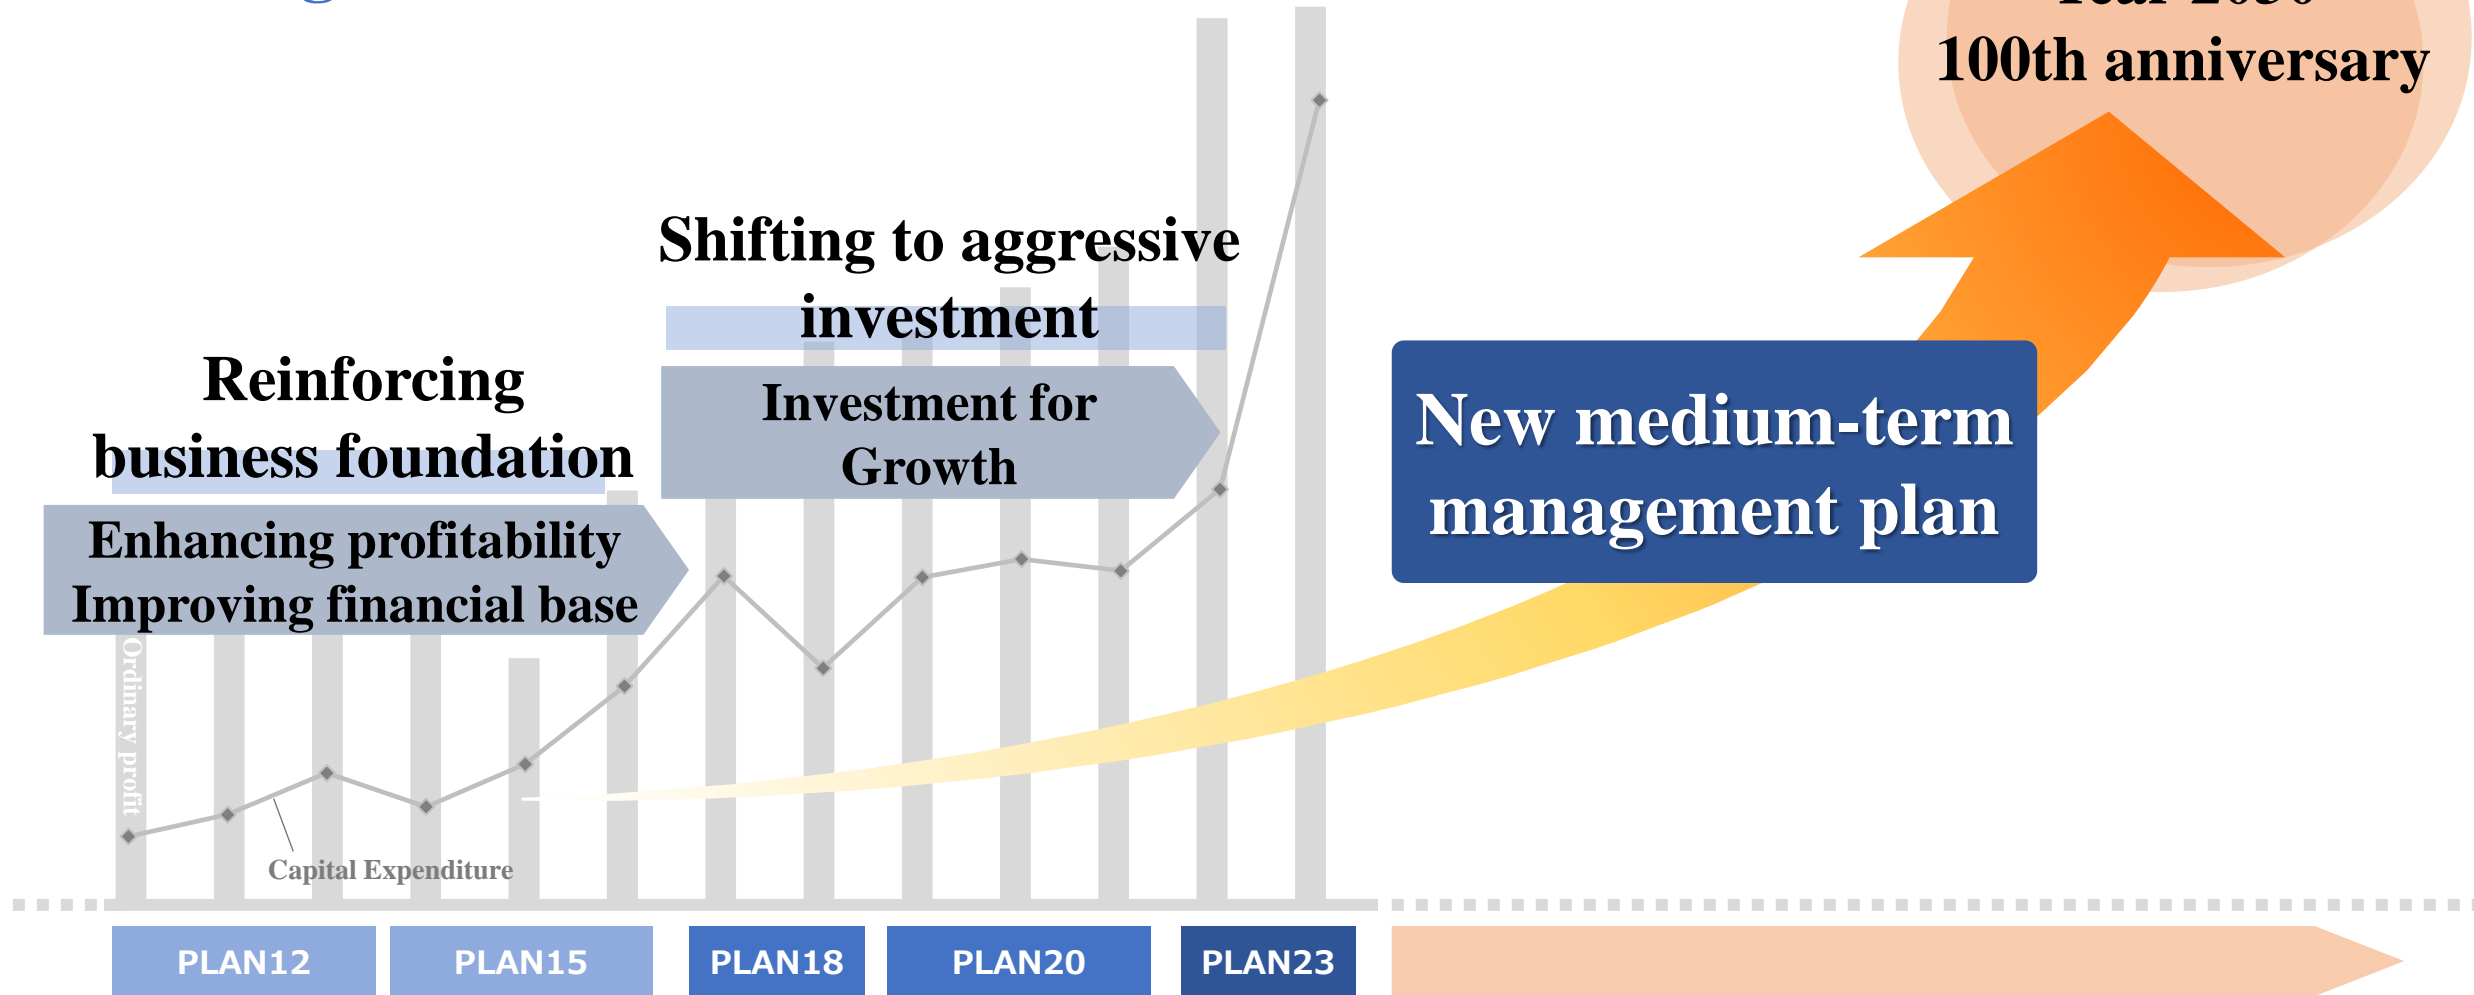 100th anniversary
Shifting to aggressive
investment
Investment for
Growth
Reinforcing
business foundation
Enhancing profitability
Improving financial base
New medium-term
management plan
Ordinary profit
Capital Expenditure
PLAN12
PLAN15
PLAN18
PLAN20
PLAN23